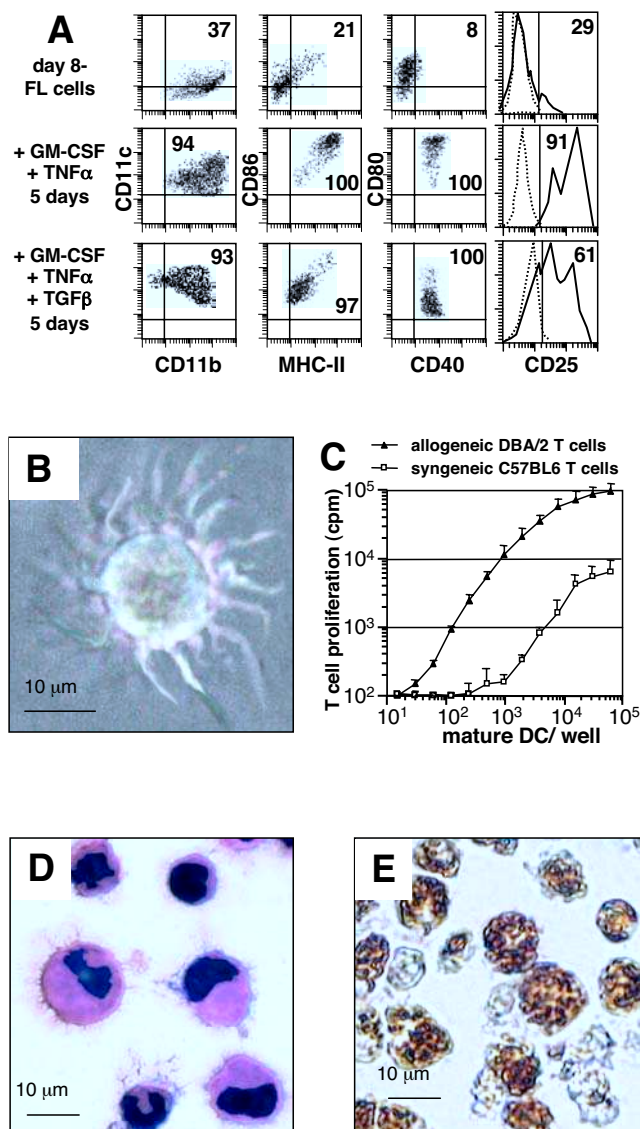 A
day 8-
FL cells
37
21
8
29
+ GM-CSF
+ TNFα
5 days
CD11c
94
CD86
100
CD80
100
91
+ GM-CSF
+ TNFα
+ TGFβ
5 days
93
97
100
61
CD11b
MHC-II
CD40
CD25
B
10 μm
C
allogeneic DBA/2 T cells
syngeneic C57BL6 T cells
T cell proliferation (cpm)
10⁵
10⁴
10³
10²
10¹ 10² 10³ 10⁴ 10⁵
mature DC/ well
D
10 μm
E
10 μm